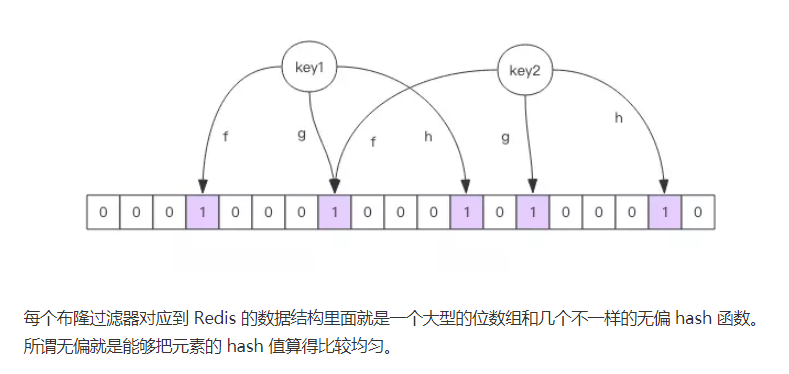 key1
key2
f
g
f
h
g
h
0 0 0 1 0 0 0 1 0 0 0 1 0 1 0 0 0 1 0
每个布隆过滤器对应到 Redis 的数据结构里面就是一个大型的位数组和几个不一样的无偏 hash 函数。
所谓无偏就是能够把元素的 hash 值算得比较均匀。